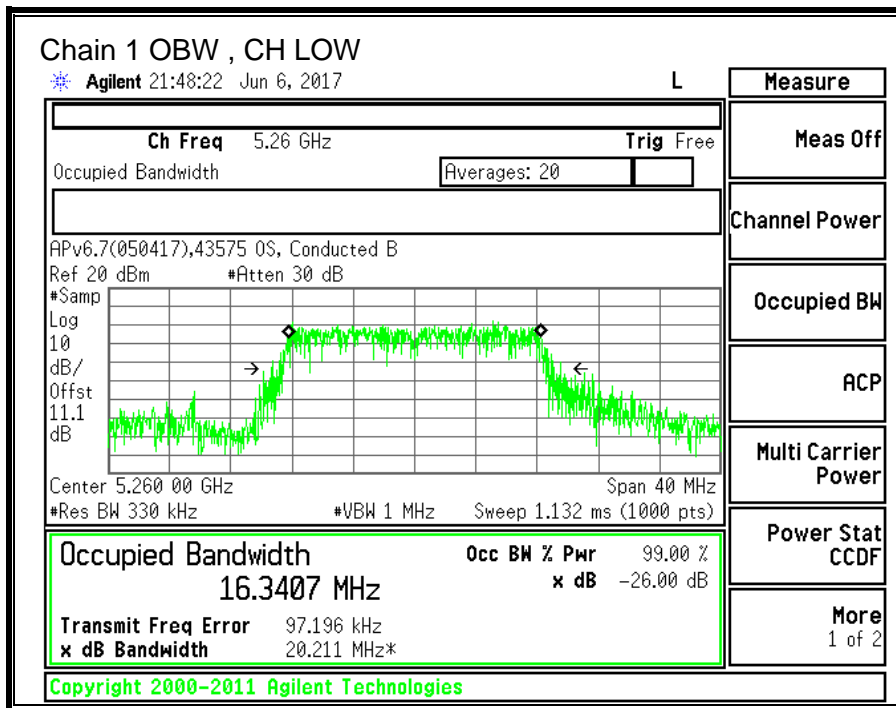 Chain 1 OBW , CH LOW
Agilent 21:48:22 Jun 6, 2017 L
Measure
Ch Freq 5.26 GHz Trig Free
Occupied Bandwidth Averages: 20
APv6.7(050417),43575 OS, Conducted B
Ref 20 dBm #Atten 30 dB
#Samp
Log
10
dB/
Offst
11.1
dB
Center 5.260 00 GHz Span 40 MHz
#Res BW 330 kHz #VBW 1 MHz Sweep 1.132 ms (1000 pts)
Occupied Bandwidth Occ BW % Pwr 99.00 %
16.3407 MHz x dB -26.00 dB
Transmit Freq Error 97.196 kHz
x dB Bandwidth 20.211 MHz*
Meas Off
Channel Power
Occupied BW
ACP
Multi Carrier
Power
Power Stat
CCDF
More
1 of 2
Copyright 2000-2011 Agilent Technologies